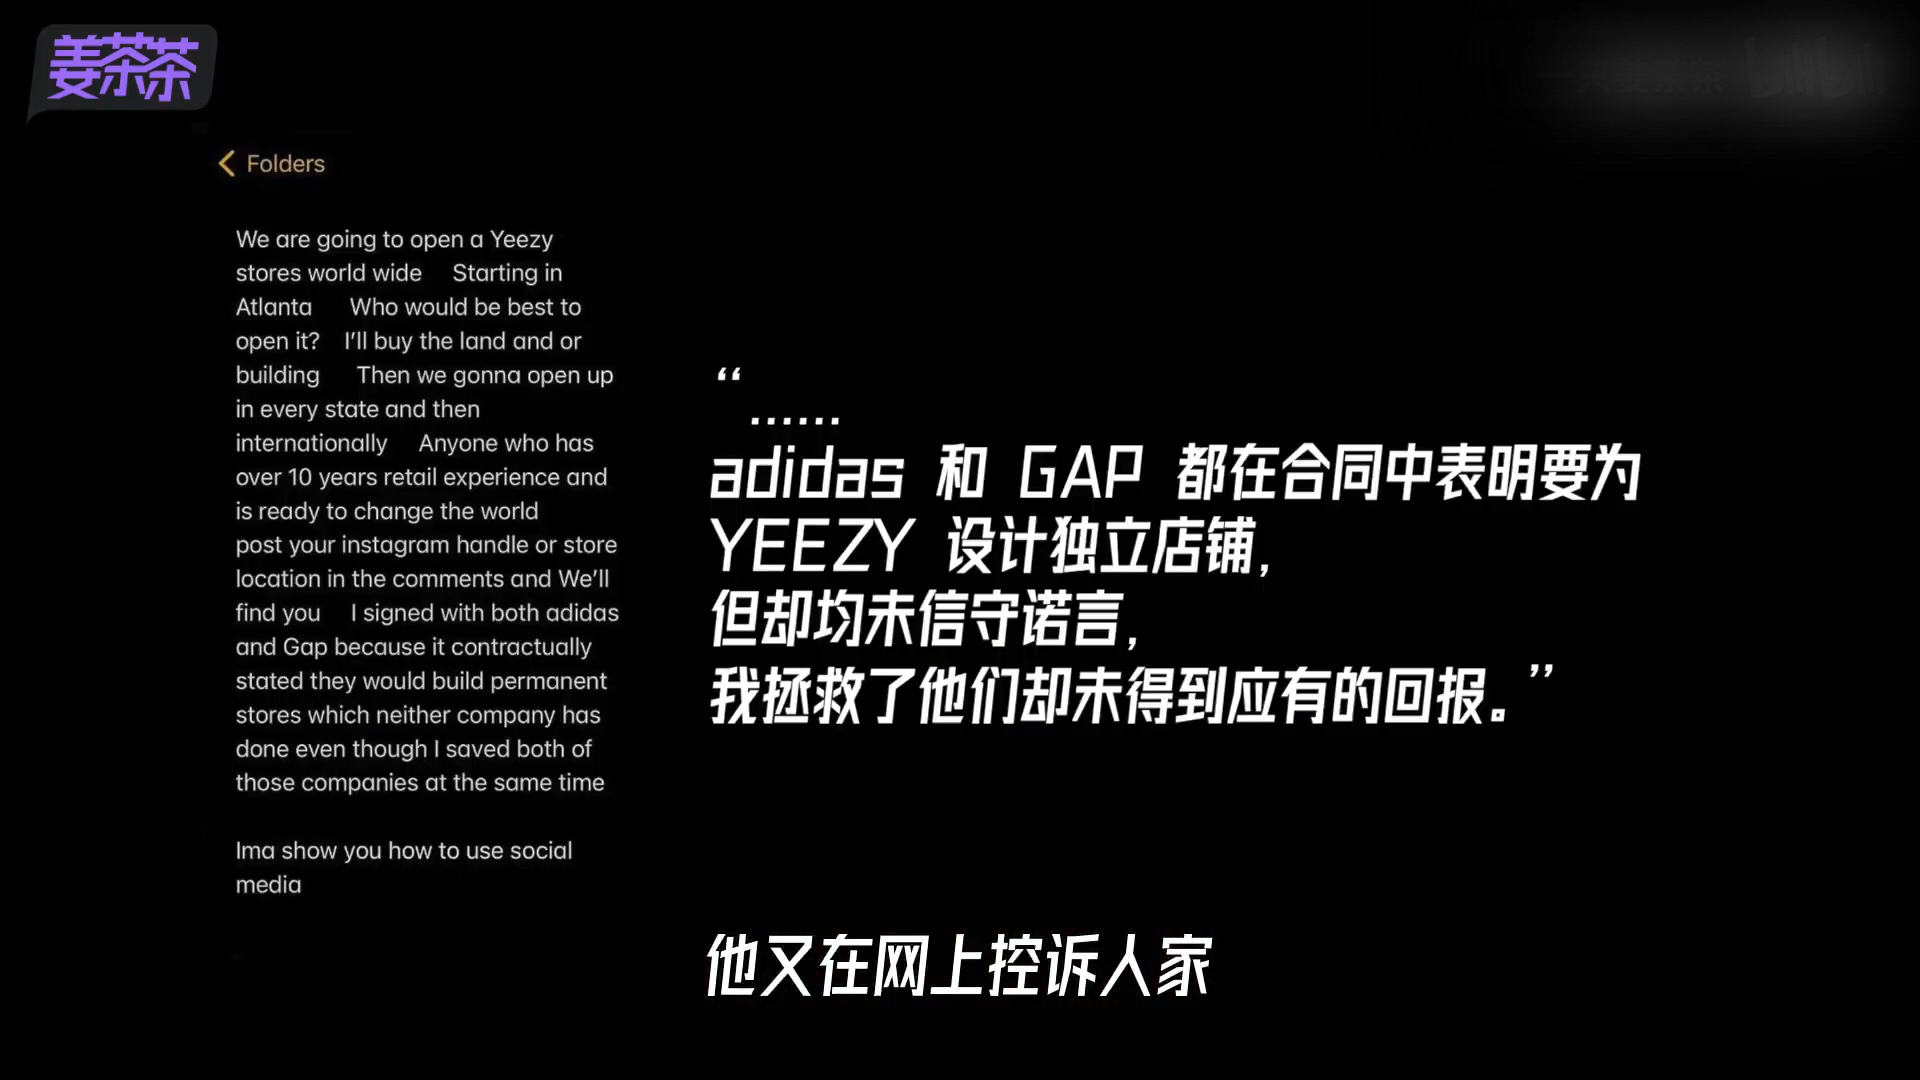 姜茶茶
Folders
We are going to open a Yeezy
stores world wide Starting in
Atlanta Who would be best to
open it? I'll buy the land and or
building Then we gonna open up
in every state and then
internationally Anyone who has
over 10 years retail experience and
is ready to change the world
post your instagram handle or store
location in the comments and We'll
find you I signed with both adidas
and Gap because it contractually
stated they would build permanent
stores which neither company has
done even though I saved both of
those companies at the same time
Ima show you how to use social
media
“
……
adidas 和 GAP 都在合同中表明要为
YEEZY 设计独立店铺，
但却均未信守诺言，
我拯救了他们却未得到应有的回报。”
他又在网上控诉人家